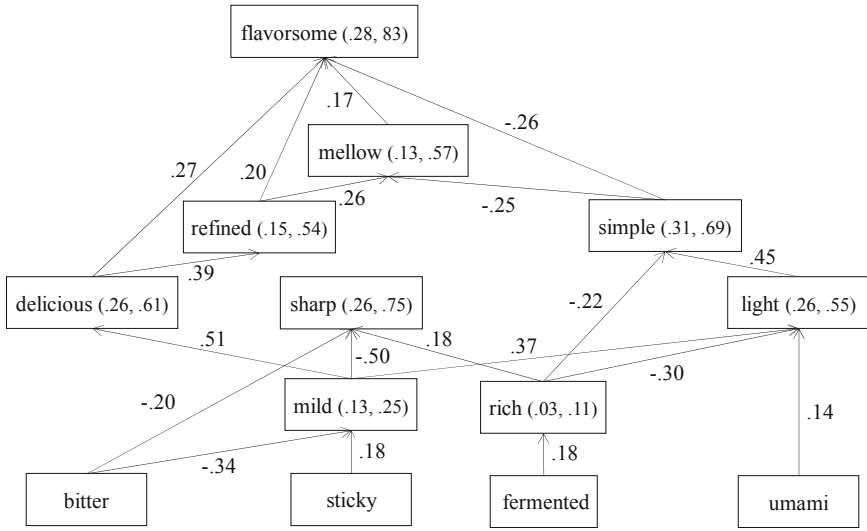 flavorsome (.28, 83)
.17
-.26
mellow (.13, .57)
.27
.20
.26
-.25
refined (.15, .54)
simple (.31, .69)
.39
.45
delicious (.26, .61)
sharp (.26, .75)
-.22
light (.26, .55)
.51
-.50
.18
.37
-.30
-.20
mild (.13, .25)
rich (.03, .11)
.14
-.34
.18
.18
bitter
sticky
fermented
umami